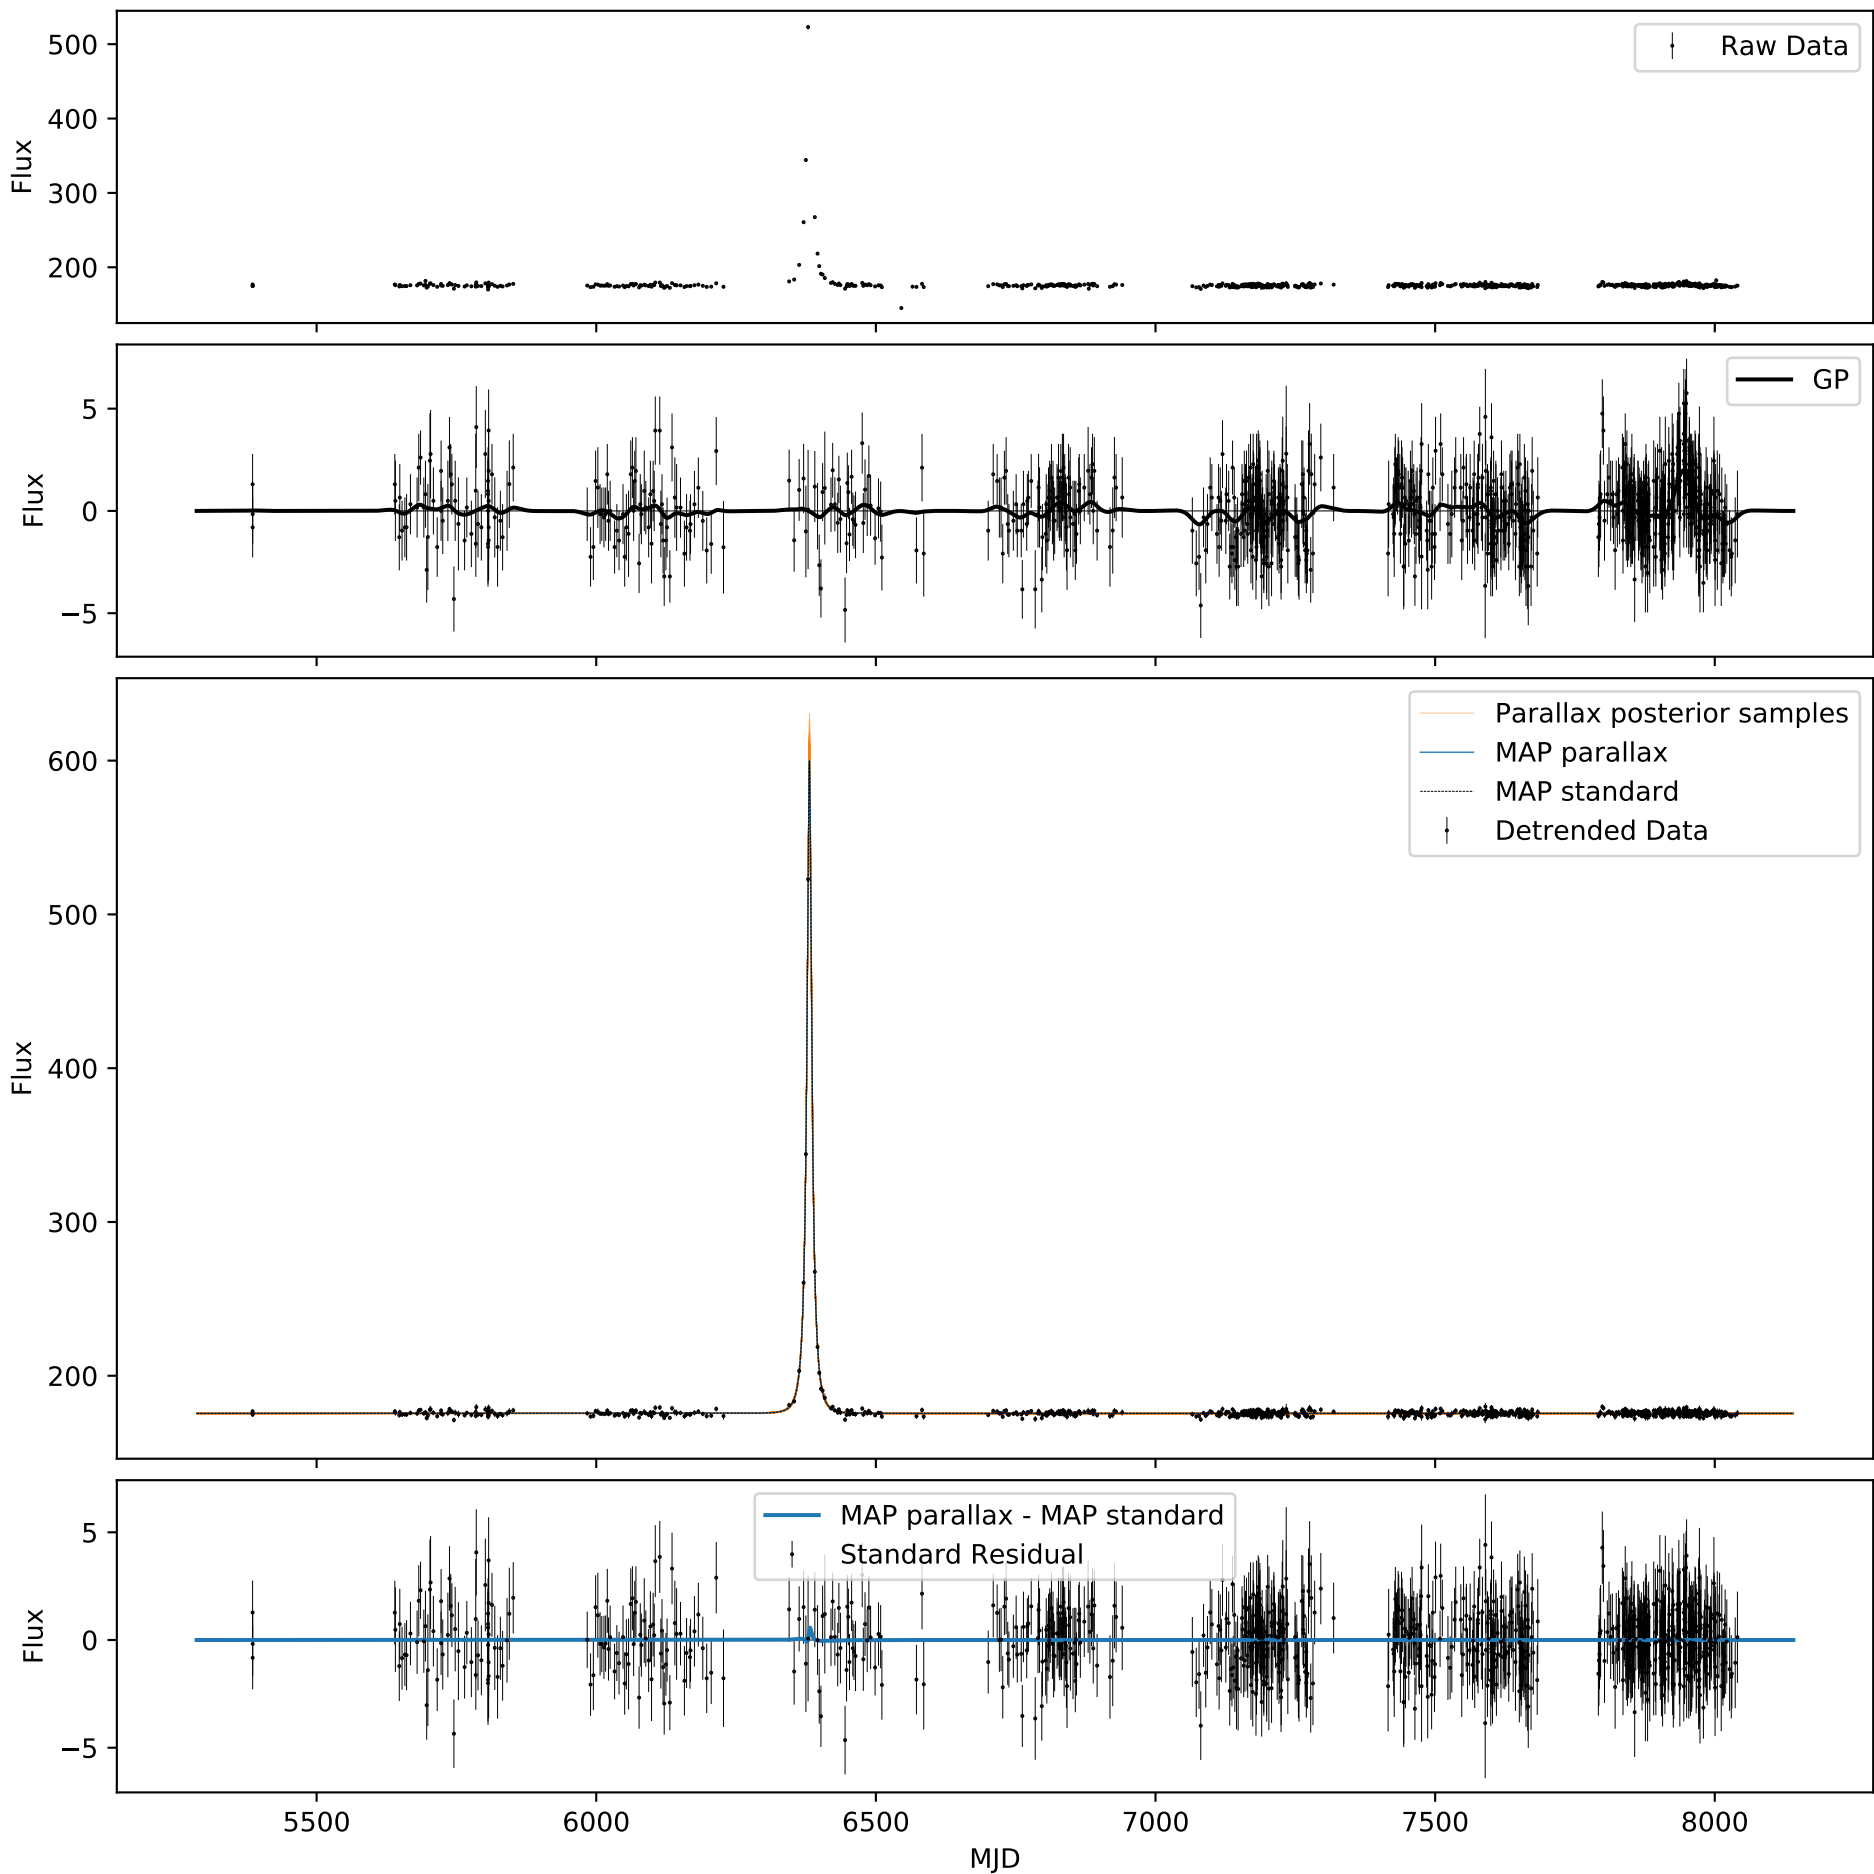 500
400
300
200
Flux
Raw Data
5
0
−5
Flux
GP
600
500
400
300
200
Flux
Parallax posterior samples
MAP parallax
MAP standard
Detrended Data
5
0
−5
Flux
MAP parallax - MAP standard
Standard Residual
5500 6000 6500 7000 7500 8000
MJD